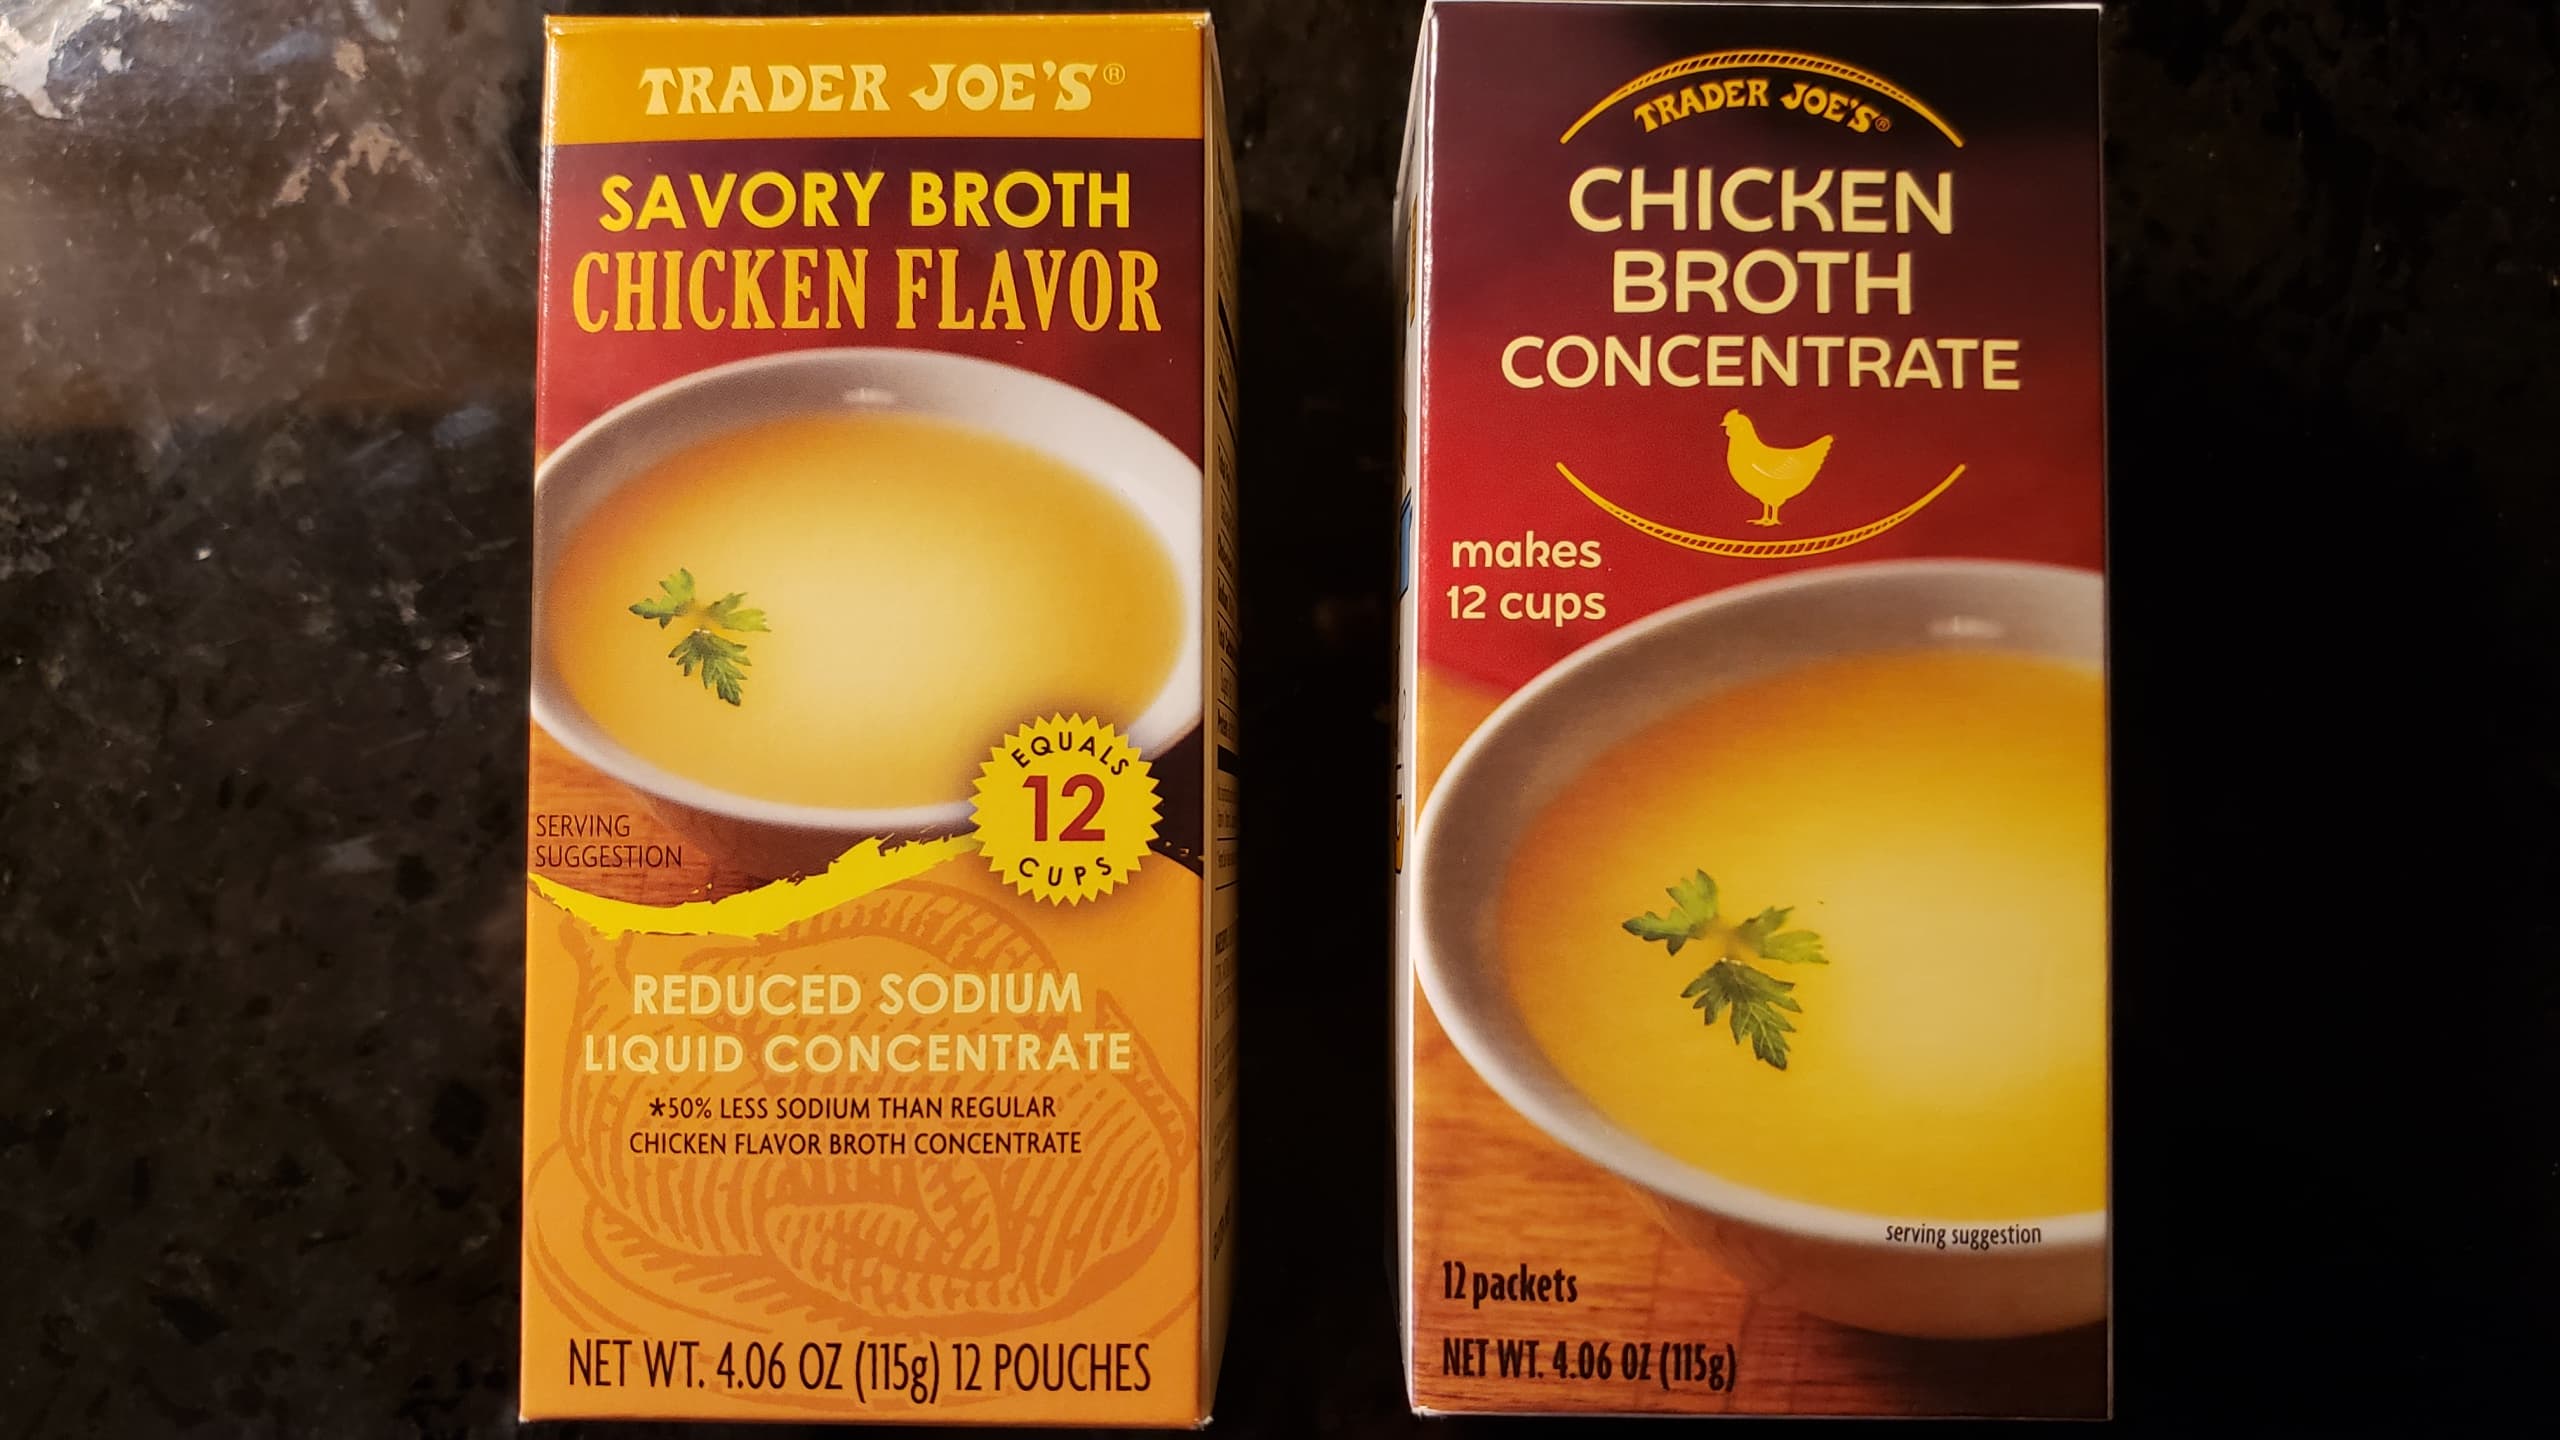 TRADER JOE'S®
SAVORY BROTH
CHICKEN FLAVOR
SERVING
SUGGESTION
EQUALS
12
CUPS
REDUCED SODIUM
LIQUID CONCENTRATE
*50% LESS SODIUM THAN REGULAR
CHICKEN FLAVOR BROTH CONCENTRATE
NET WT. 4.06 OZ (115g) 12 POUCHES
TRADER JOE'S®
CHICKEN
BROTH
CONCENTRATE
makes
12 cups
serving suggestion
12 packets
NET WT. 4.06 OZ (115g)